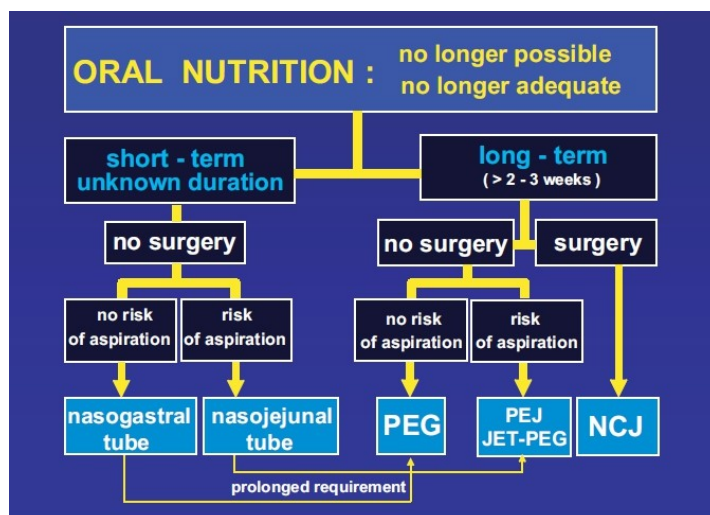 ORAL NUTRITION :
no longer possible
no longer adequate
short - term
unknown duration
long - term
( > 2 - 3 weeks )
no surgery
no surgery
surgery
no risk
of aspiration
risk
of aspiration
no risk
of aspiration
risk
of aspiration
nasogastral
tube
nasojejunal
tube
PEG
PEJ
JET-PEG
NCJ
prolonged requirement